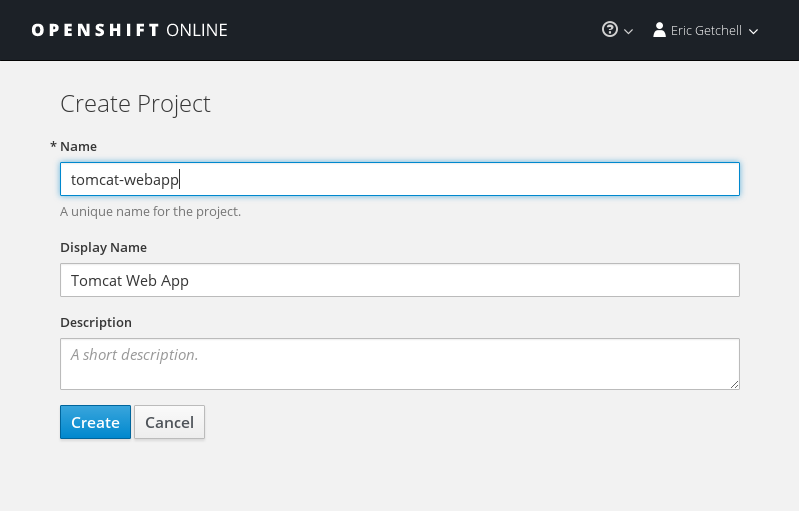 OPENSHIFT ONLINE
Eric Getchell
Create Project
* Name
tomcat-webapp
A unique name for the project.
Display Name
Tomcat Web App
Description
A short description.
Create Cancel